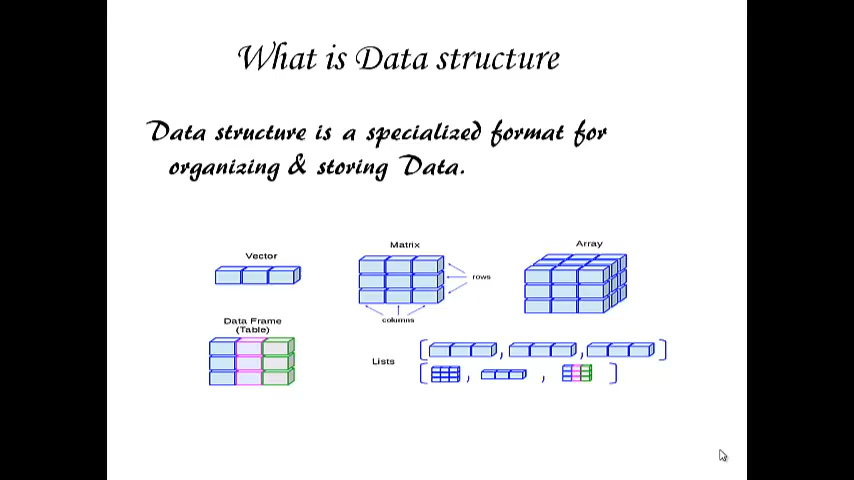 What is Data structure
Data structure is a specialized format for
organizing & storing Data.
Vector
Matrix
Array
rows
columns
Data Frame
(Table)
Lists